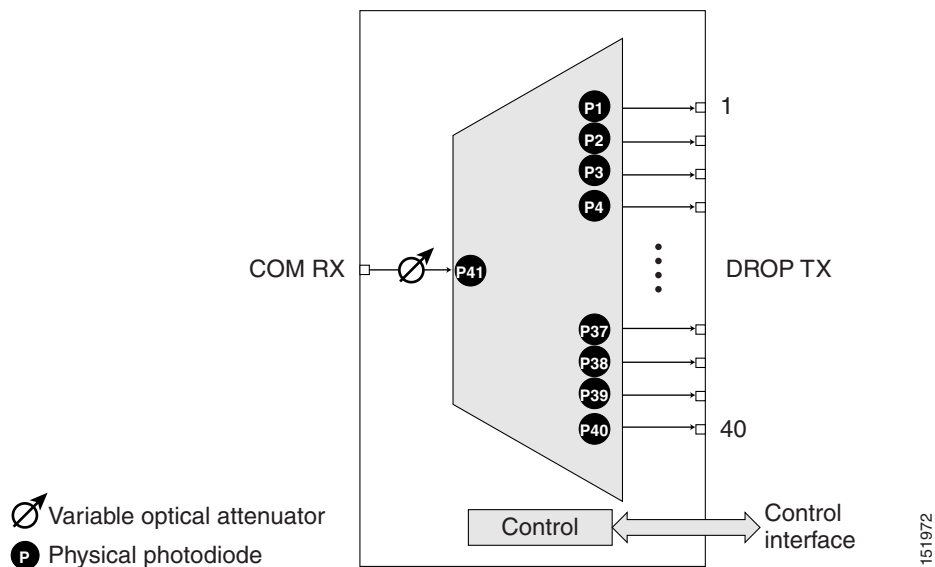 P1
1
P2
P3
P4
COM RX
P41
DROP TX
P37
P38
P39
P40
40
Variable optical attenuator
P Physical photodiode
Control
Control
interface
151972